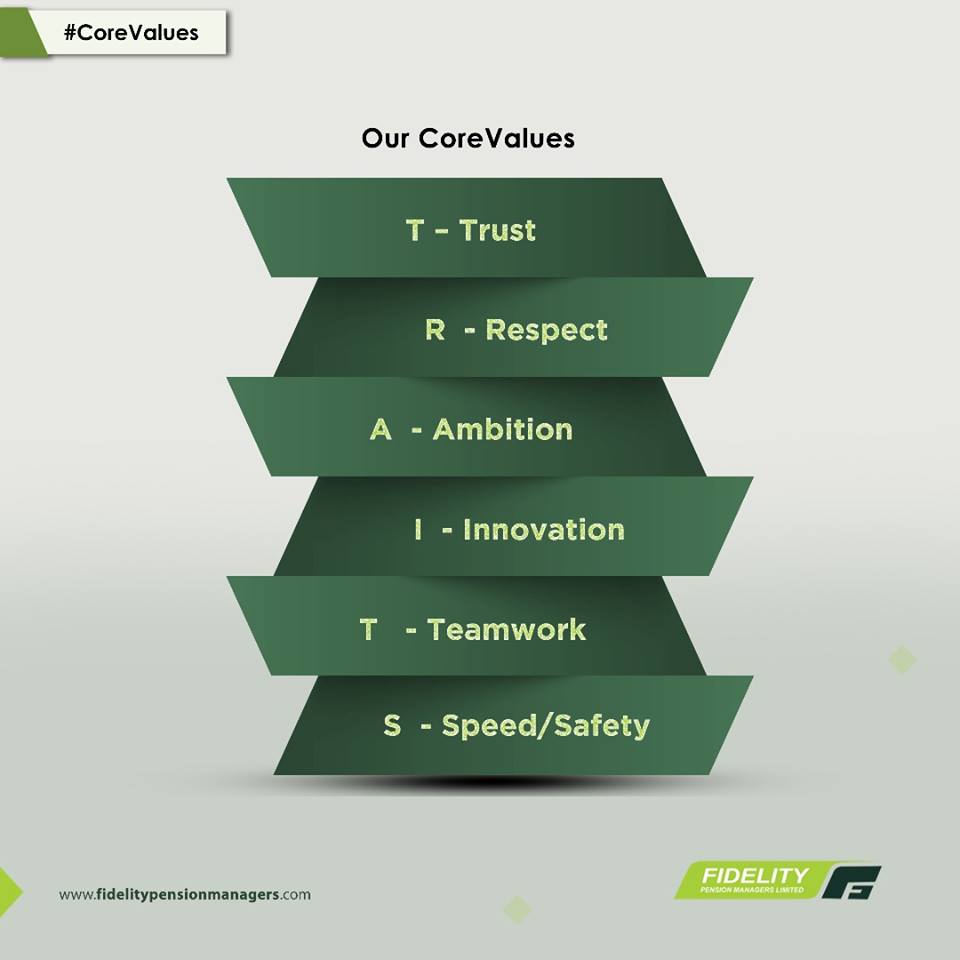 #CoreValues
Our CoreValues
T – Trust
R - Respect
A - Ambition
I - Innovation
T - Teamwork
S - Speed/Safety
www.fidelitypensionmanagers.com
FIDELITY
PENSION MANAGERS LIMITED